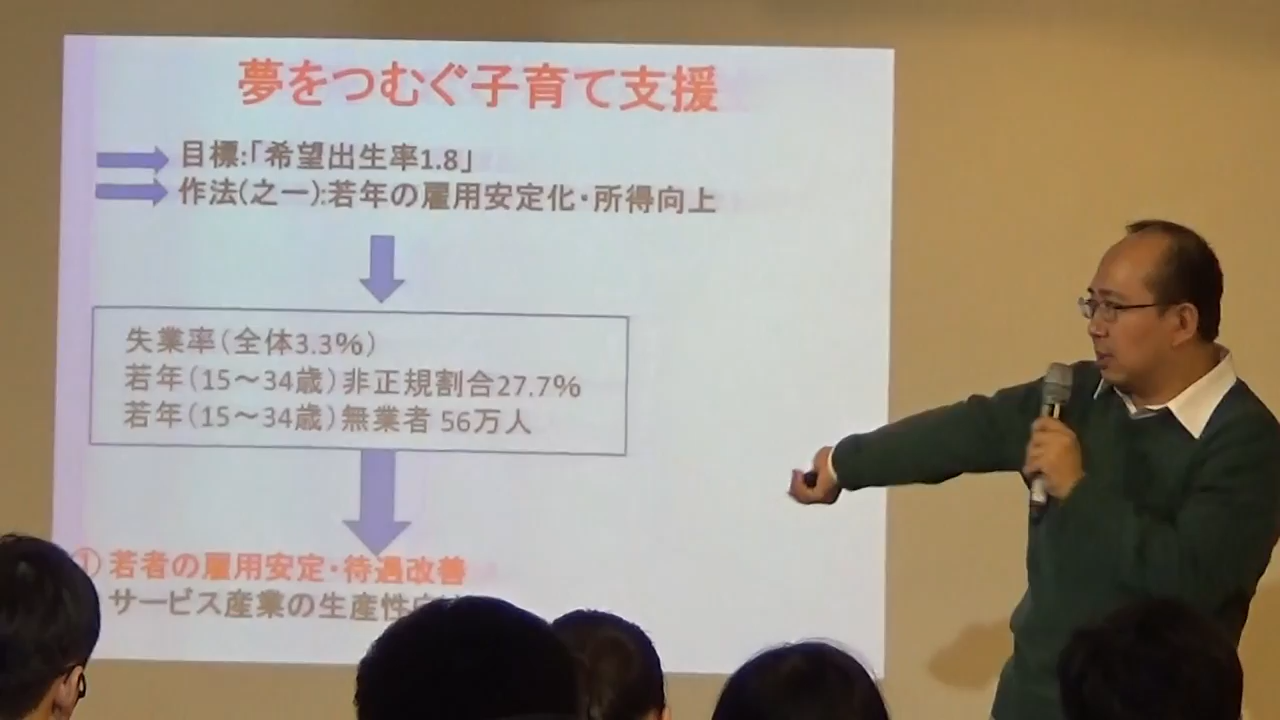 夢をつむぐ子育て支援
目標:「希望出生率1.8」
作法(之一):若年の雇用安定化・所得向上
失業率(全体3.3%)
若年(15〜34歳)非正規割合27.7%
若年(15〜34歳)無業者 56万人
① 若者の雇用安定・待遇改善
サービス産業の生産性